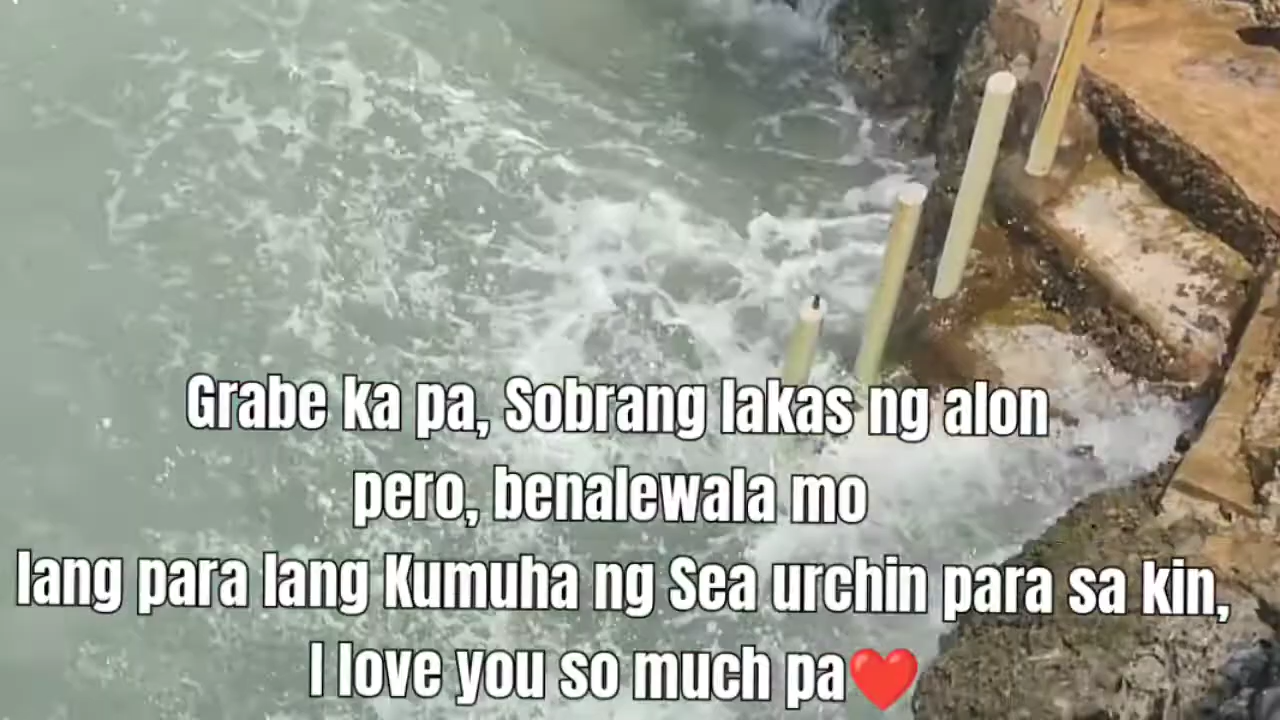 Grabe ka pa, Sobrang lakas ng alon
pero, benalewala mo
lang para lang Kumuha ng Sea urchin para sa kin,
I love you so much pa❤️